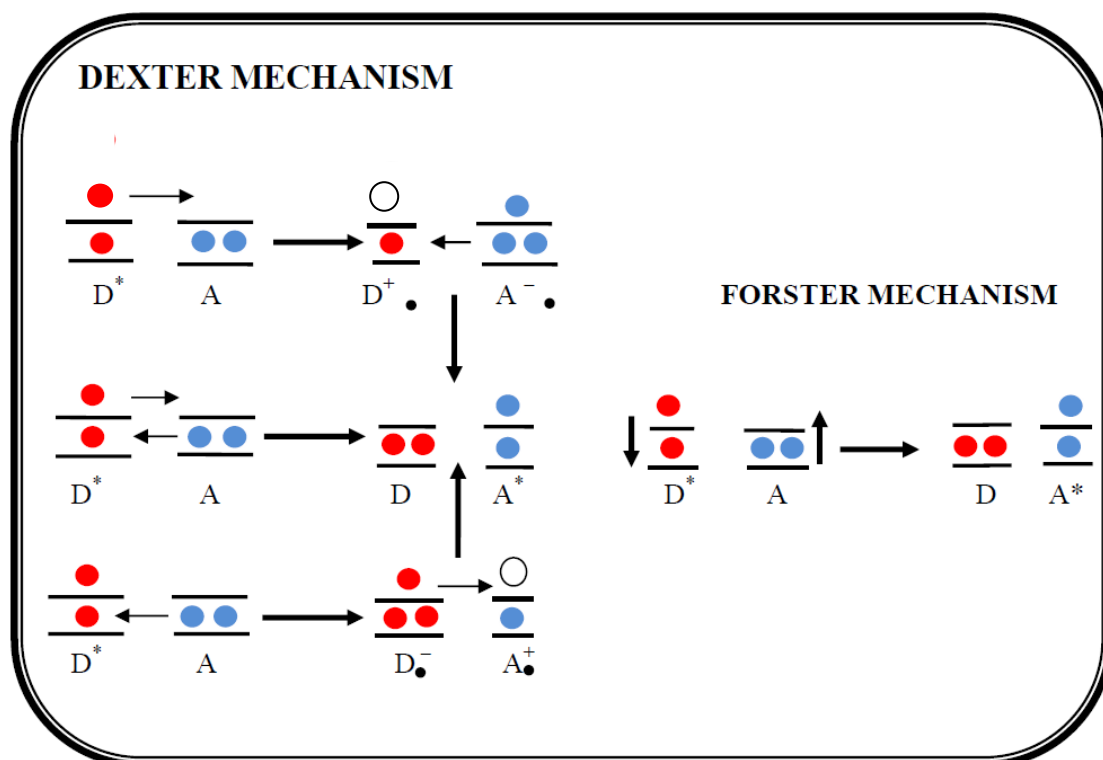 DEXTER MECHANISM
D* A D⁺• A⁻•
FORSTER MECHANISM
D* A D A*
D* A D A*
D* A D•⁻ A•⁺